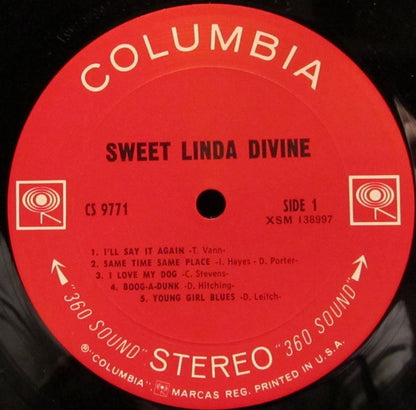 COLUMBIA
SWEET LINDA DIVINE
CS 9771
SIDE 1
XSM 138997
1. I'LL SAY IT AGAIN -T. Vann-
2. SAME TIME SAME PLACE -I. Hayes - D. Porter-
3. I LOVE MY DOG -C. Stevens-
4. BOOG-A-DUNK -D. Hitching-
5. YOUNG GIRL BLUES -D. Leitch-
"360 SOUND" STEREO "360 SOUND"
® "COLUMBIA", MARCAS REG. PRINTED IN U.S.A.